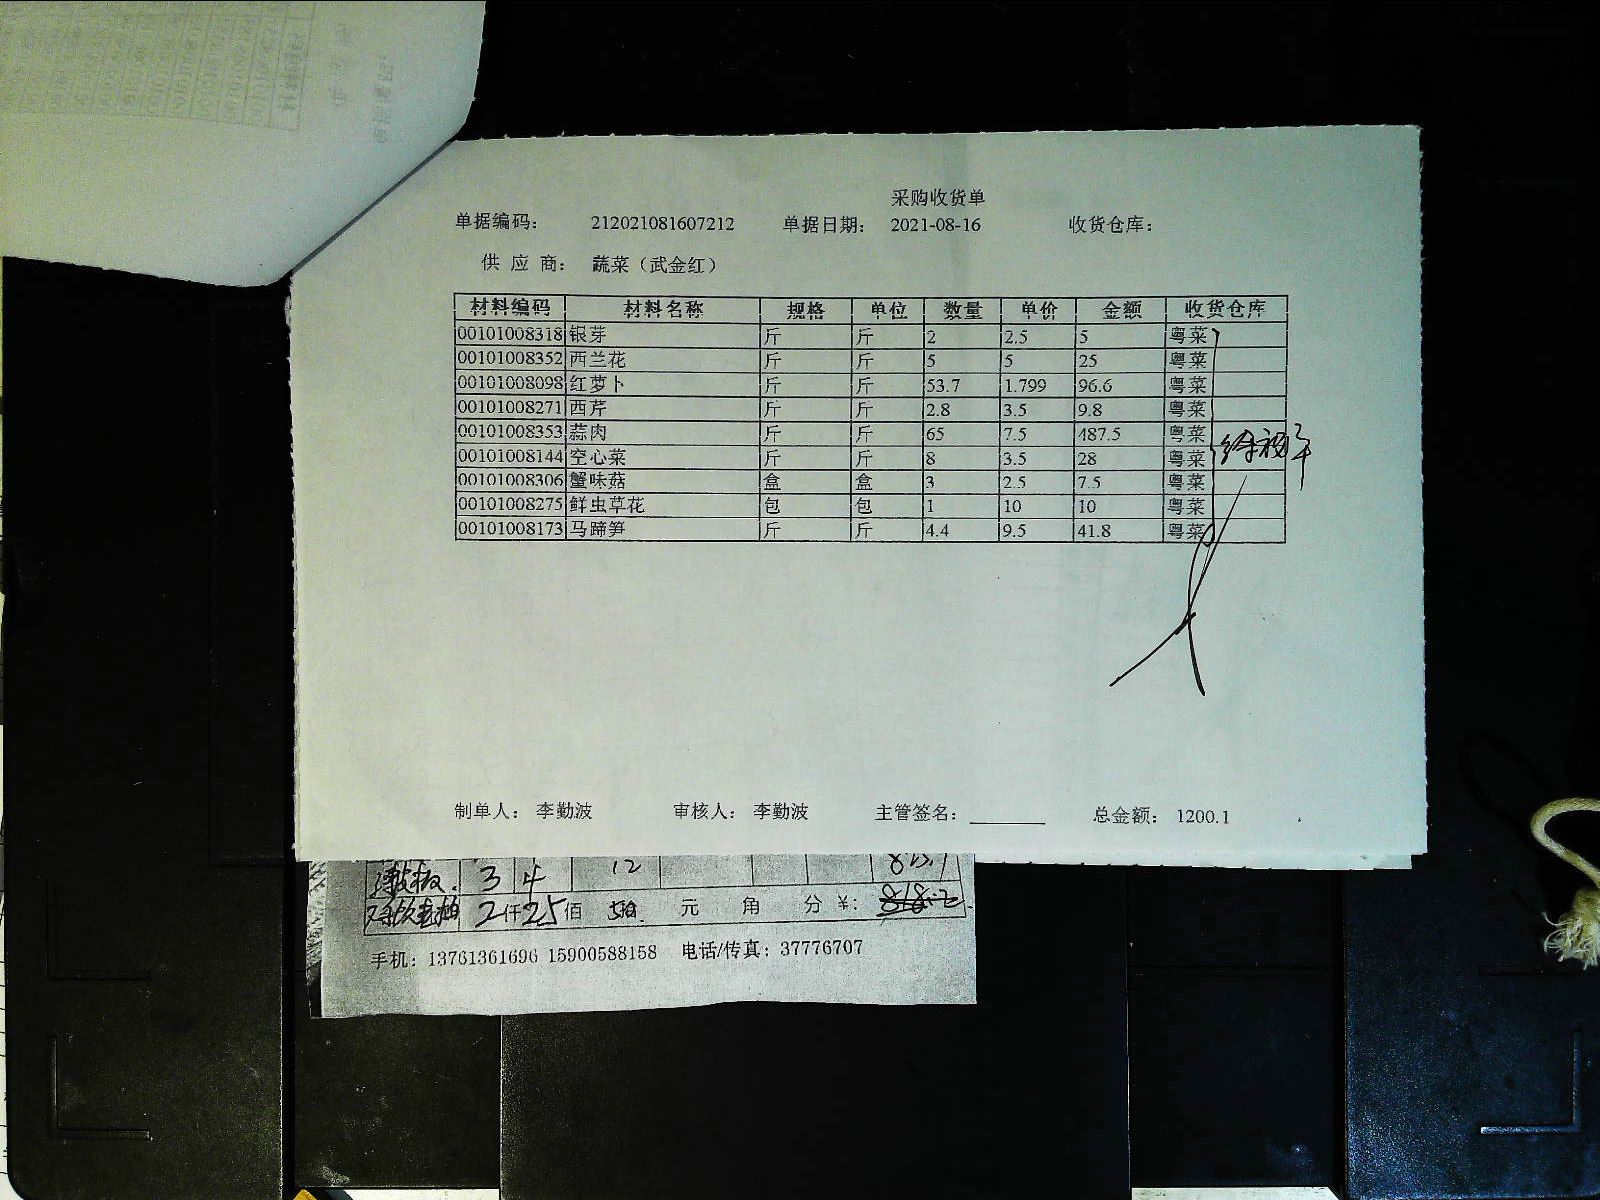 采购收货单
单据编码： 212021081607212 单据日期： 2021-08-16 收货仓库：
供 应 商： 蔬菜（武金红）
材料编码 材料名称 规格 单位 数量 单价 金额 收货仓库
00101008318 银芽 斤 斤 2 2.5 5 粤菜
00101008352 西兰花 斤 斤 5 5 25 粤菜
00101008098 红萝卜 斤 斤 53.7 1.799 96.6 粤菜
00101008271 西芹 斤 斤 2.8 3.5 9.8 粤菜
00101008353 蒜肉 斤 斤 65 7.5 487.5 粤菜
00101008144 空心菜 斤 斤 8 3.5 28 粤菜
00101008306 蟹味菇 盒 盒 3 2.5 7.5 粤菜
00101008275 鲜虫草花 包 包 1 10 10 粤菜
00101008173 马蹄笋 斤 斤 4.4 9.5 41.8 粤菜
制单人： 李勤波 审核人： 李勤波 主管签名： 总金额： 1200.1
3 4 12
2仟25佰 元 角 分 ¥:
手机：13761361696 15900588158 电话/传真：37776707